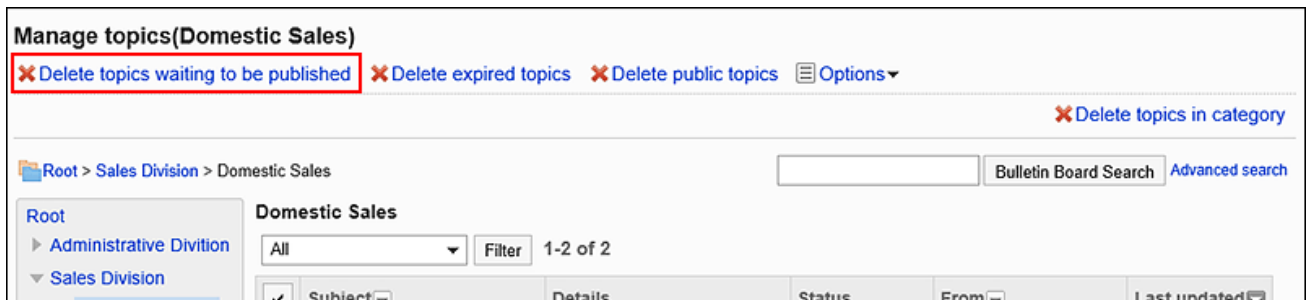 Manage topics(Domestic Sales)
Delete topics waiting to be published Delete expired topics Delete public topics Options
Delete topics in category
Root > Sales Division > Domestic Sales Bulletin Board Search Advanced search
Root Domestic Sales
Administrative Divition All Filter 1-2 of 2
Sales Division
Subject Details Status From Last updated